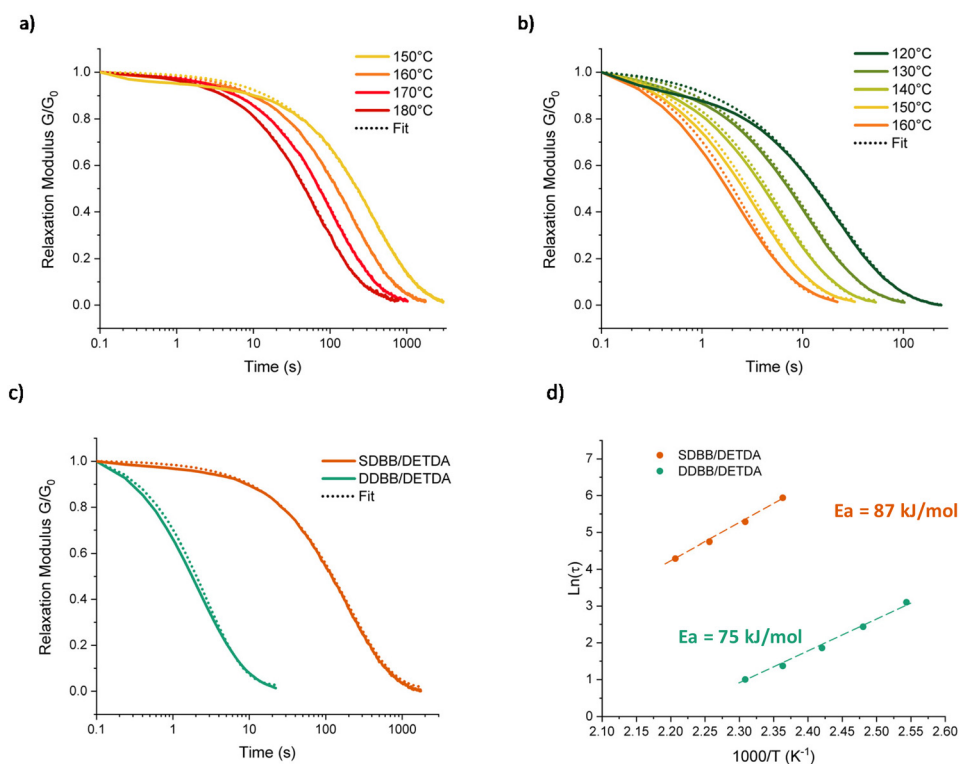 a)
150°C
160°C
170°C
180°C
Fit
Relaxation Modulus G/G₀
1.0
0.8
0.6
0.4
0.2
0.0
0.1
1
10
100
1000
Time (s)
b)
120°C
130°C
140°C
150°C
160°C
Fit
Relaxation Modulus G/G₀
1.0
0.8
0.6
0.4
0.2
0.0
0.1
1
10
100
Time (s)
c)
SDBB/DETDA
DDBB/DETDA
Fit
Relaxation Modulus G/G₀
1.0
0.8
0.6
0.4
0.2
0.0
0.1
1
10
100
1000
Time (s)
d)
SDBB/DETDA
DDBB/DETDA
Ea = 87 kJ/mol
Ea = 75 kJ/mol
Ln(τ)
7
6
5
4
3
2
1
0
2.10 2.15 2.20 2.25 2.30 2.35 2.40 2.45 2.50 2.55 2.60
1000/T (K⁻¹)